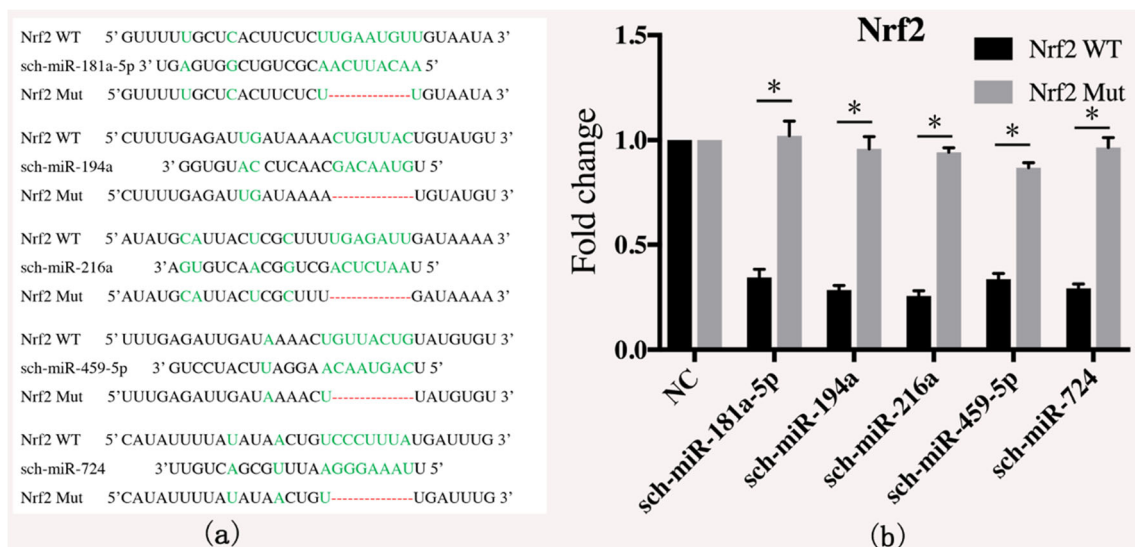 Nrf2 WT 5’ GUUUUUGCUCACUUCUCUUGAAUGUUGUAAUA 3’
sch-miR-181a-5p 3’ UGAGUGGCUGUCGCAACUUACAA 5’
Nrf2 Mut 5’GUUUUUGCUCACUUCUCU---------------UGUAAUA 3’
Nrf2 WT 5’ CUUUUGAGAUUGAUAAAACUGUUACUGUAUGU 3’
sch-miR-194a 3’ GGUGUAC CUCAACGACAAUGU 5’
Nrf2 Mut 5’CUUUUGAGAUUGAUAAAA---------------UGUAUGU 3’
Nrf2 WT 5’ AUAUGCAUUACUCGCUUUUGAGAUUGAUAAAA 3’
sch-miR-216a 3’AGUGUCAACGGUCGACUCUAAU 5’
Nrf2 Mut 5’ AUAUGCAUUACUCGCUUU---------------GAUAAAA 3’
Nrf2 WT 5’ UUUGAGAUUGAUAAAACUGUUACUGUAUGUGU 3’
sch-miR-459-5p 3’ GUCCUACUUAGGAACAAUGACU 5’
Nrf2 Mut 5’UUUGAGAUUGAUAAAACU---------------UAUGUGU 3’
Nrf2 WT 5’ CAUAUUUUAUAUAACUGUCCCUUUAUGAUUUG 3’
sch-miR-724 3’UUGUCAGCGUUUAAGGGAAAUU 5’
Nrf2 Mut 5’CAUAUUUUAUAUAACUGU---------------UGAUUUG 3’
(a)
Nrf2
Nrf2 WT
Nrf2 Mut
Fold change
1.5
1.0
0.5
0.0
* * * * *
NC
sch-miR-181a-5p
sch-miR-194a
sch-miR-216a
sch-miR-459-5p
sch-miR-724
(b)